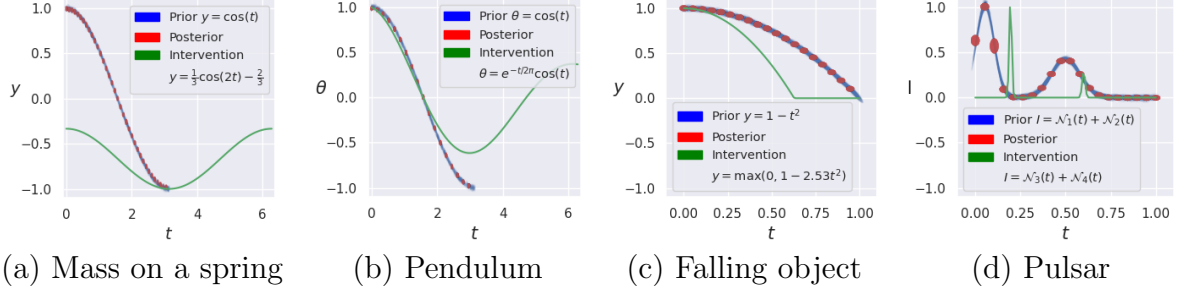 1.0
0.5
0.0
−0.5
−1.0
y
0 2 4 6
t
Prior y = cos(t)
Posterior
Intervention
y = 1/3 cos(2t) − 2/3
(a) Mass on a spring
1.0
0.5
0.0
−0.5
−1.0
θ
0 2 4 6
t
Prior θ = cos(t)
Posterior
Intervention
θ = e^{−t/2π}cos(t)
(b) Pendulum
1.0
0.5
0.0
−0.5
−1.0
y
0.00 0.25 0.50 0.75 1.00
t
Prior y = 1 − t²
Posterior
Intervention
y = max(0, 1 − 2.53t²)
(c) Falling object
1.0
0.5
0.0
−0.5
−1.0
I
0.00 0.25 0.50 0.75 1.00
t
Prior I = 𝒩₁(t) + 𝒩₂(t)
Posterior
Intervention
I = 𝒩₃(t) + 𝒩₄(t)
(d) Pulsar